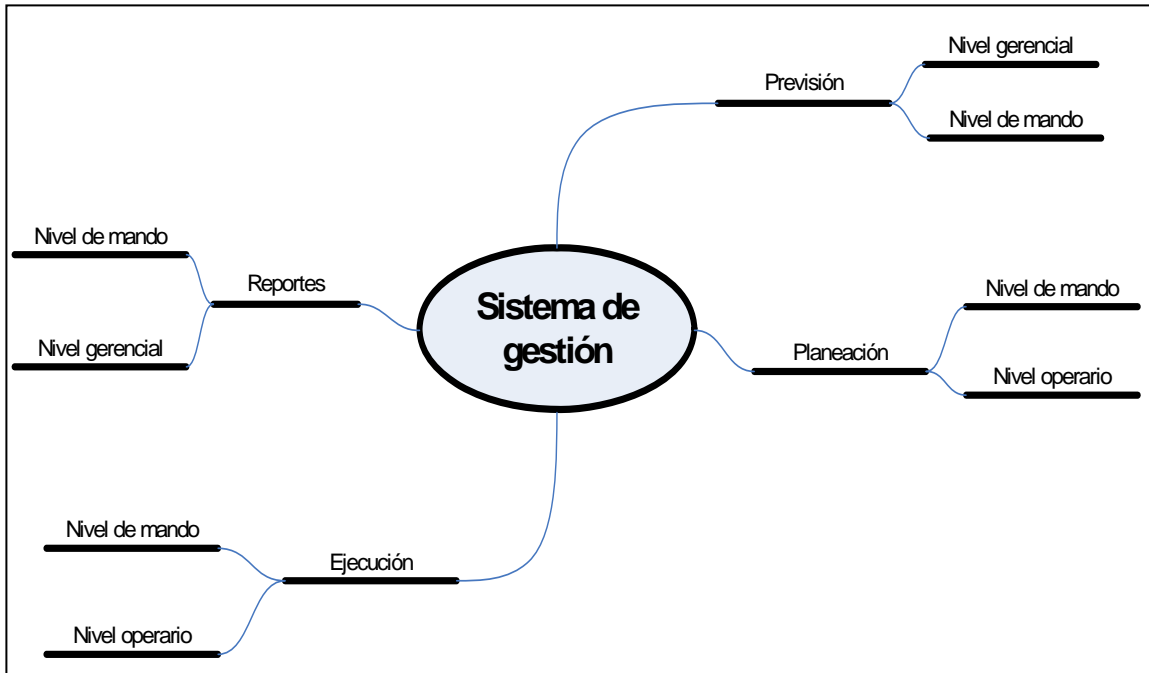 Nivel gerencial
Previsión
Nivel de mando
Nivel de mando
Reportes
Nivel gerencial
Sistema de
gestión
Nivel de mando
Planeación
Nivel operario
Nivel de mando
Ejecución
Nivel operario